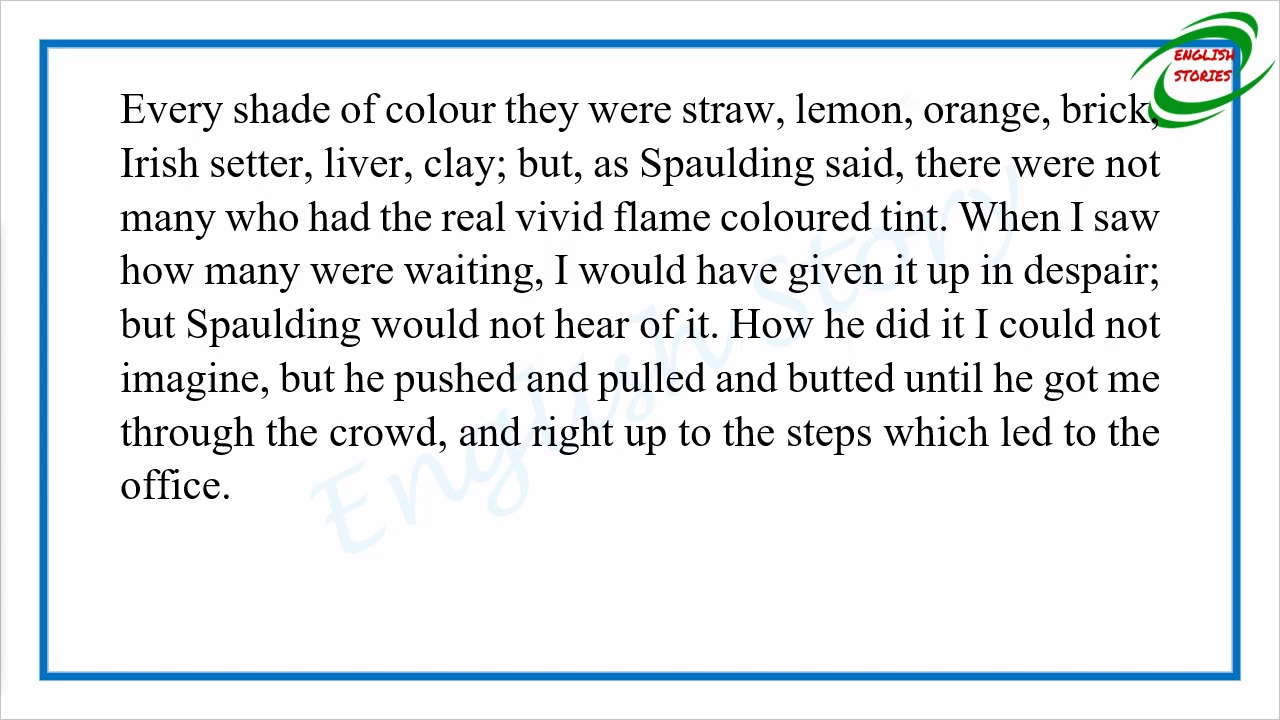 ENGLISH
STORIES
Every shade of colour they were straw, lemon, orange, brick,
Irish setter, liver, clay; but, as Spaulding said, there were not
many who had the real vivid flame coloured tint. When I saw
how many were waiting, I would have given it up in despair;
but Spaulding would not hear of it. How he did it I could not
imagine, but he pushed and pulled and butted until he got me
through the crowd, and right up to the steps which led to the
office.
English Story